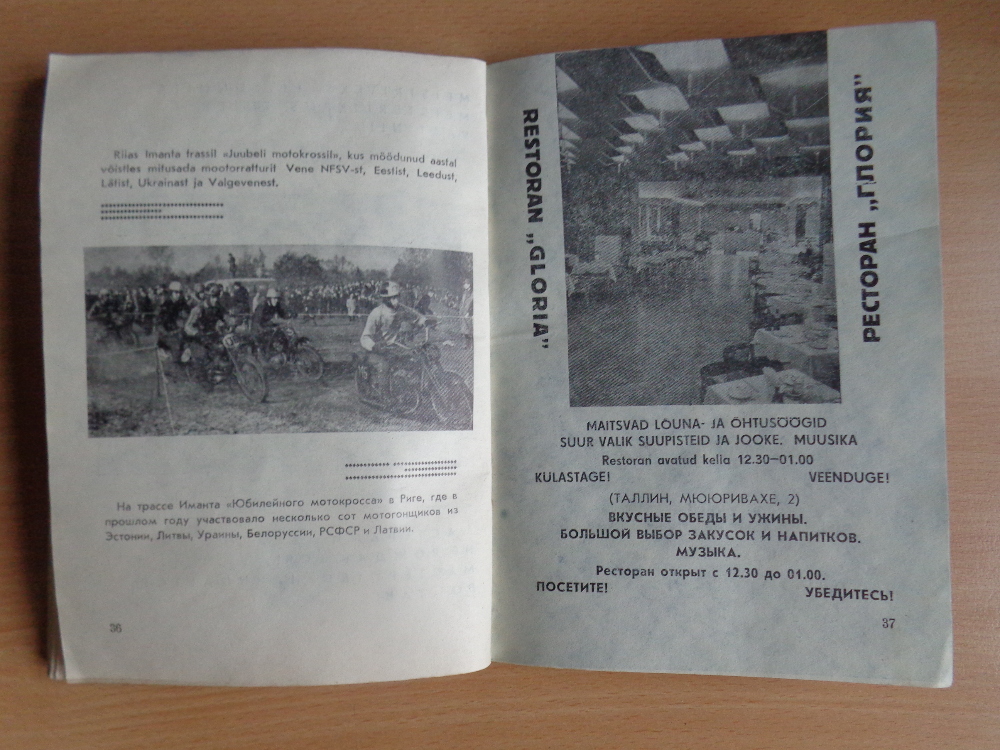 Riias Imanta trassil «Juubeli motokrossil», kus möödunud aastal
võistles mitusada mootorratturit Vene NFSV-st, Eestist, Leedust,
Lätist, Ukrainast ja Valgevenest.
На трассе Иманта «Юбилейного мотокросса» в Риге, где в
прошлом году участвовало несколько сот мотогонщиков из
Эстонии, Литвы, Ураины, Белоруссии, РСФСР и Латвии.
36
RESTORAN „GLORIA"
РЕСТОРАН „ГЛОРИЯ"
MAITSVAD LÕUNA- JA ÕHTUSÖÖGID
SUUR VALIK SUUPISTEID JA JOOKE. MUUSIKA
Restoran avatud kella 12.30—01.00
KÜLASTAGE! VEENDUGE!
(ТАЛЛИН, МЮЮРИВАХЕ, 2)
ВКУСНЫЕ ОБЕДЫ И УЖИНЫ.
БОЛЬШОЙ ВЫБОР ЗАКУСОК И НАПИТКОВ.
МУЗЫКА.
Ресторан открыт с 12.30 до 01.00.
ПОСЕТИТЕ! УБЕДИТЕСЬ!
37